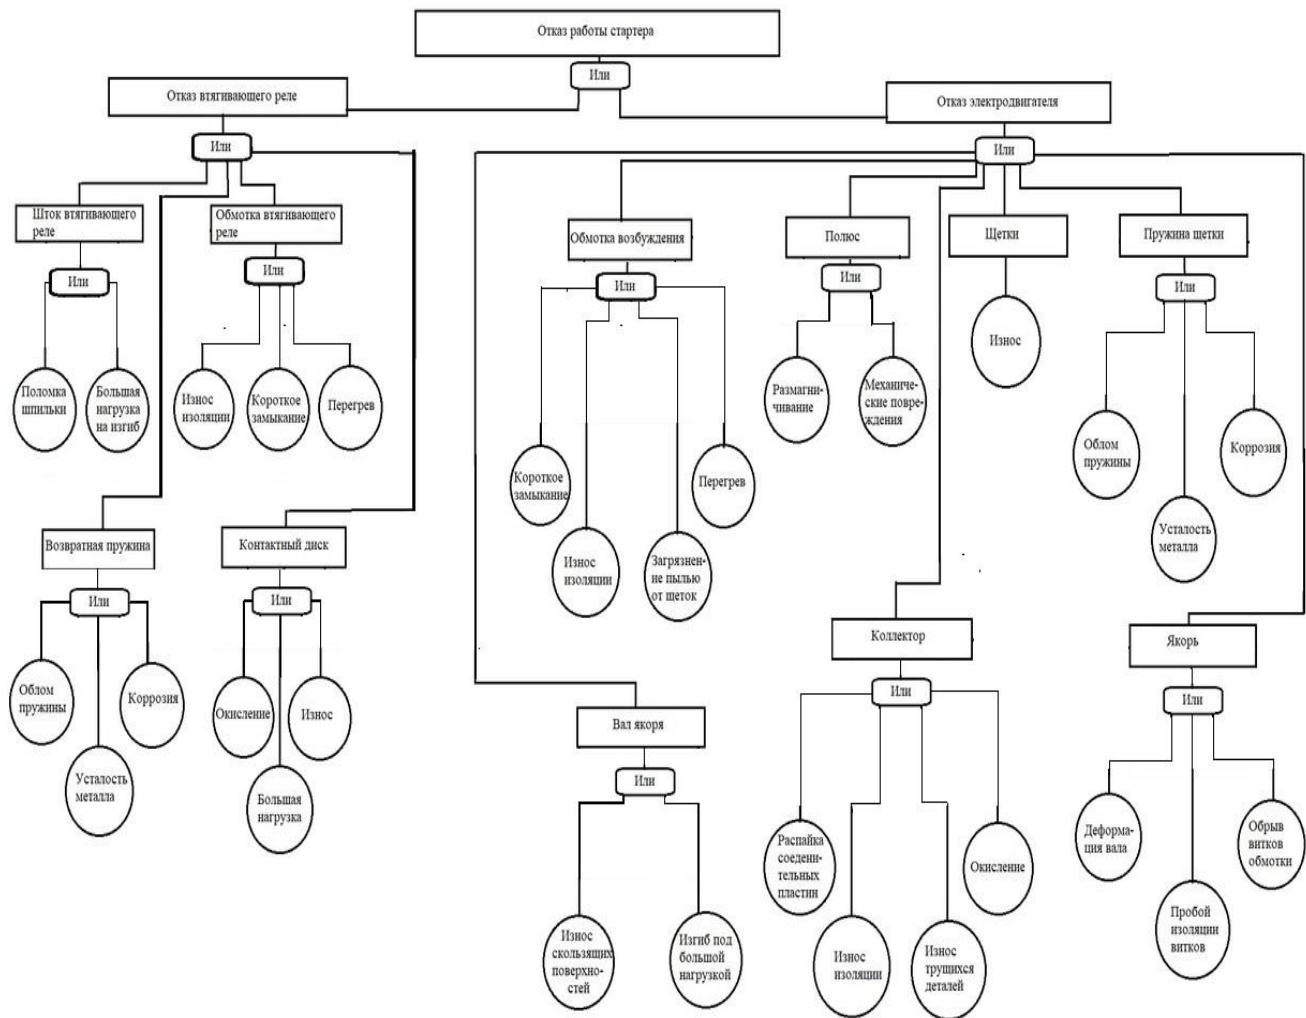 Отказ работы стартера
Или
Отказ втягивающего реле
Отказ электродвигателя
Или
Или
Шток втягивающего
реле
Обмотка втягивающего
реле
Обмотка возбуждения
Полюс
Щетки
Пружина щетки
Или
Или
Или
Или
Или
Поломка
шпильки
Большая
нагрузка
на изгиб
Износ
изоляции
Короткое
замыкание
Перегрев
Короткое
замыкание
Износ
изоляции
Загрязнен-
ие пылью
от щеток
Перегрев
Размагни-
чивание
Механиче-
ские повре-
ждения
Износ
Облом
пружины
Усталость
металла
Коррозия
Возвратная пружина
Контактный диск
Или
Или
Облом
пружины
Усталость
металла
Коррозия
Окисление
Большая
нагрузка
Износ
Вал якоря
Коллектор
Якорь
Или
Или
Или
Износ
скользящих
поверхно-
стей
Изгиб под
большой
нагрузкой
Распайка
соедени-
тельных
пластин
Износ
изоляции
Износ
трущихся
деталей
Окисление
Деформа-
ция вала
Пробой
изоляции
витков
Обрыв
витков
обмотки